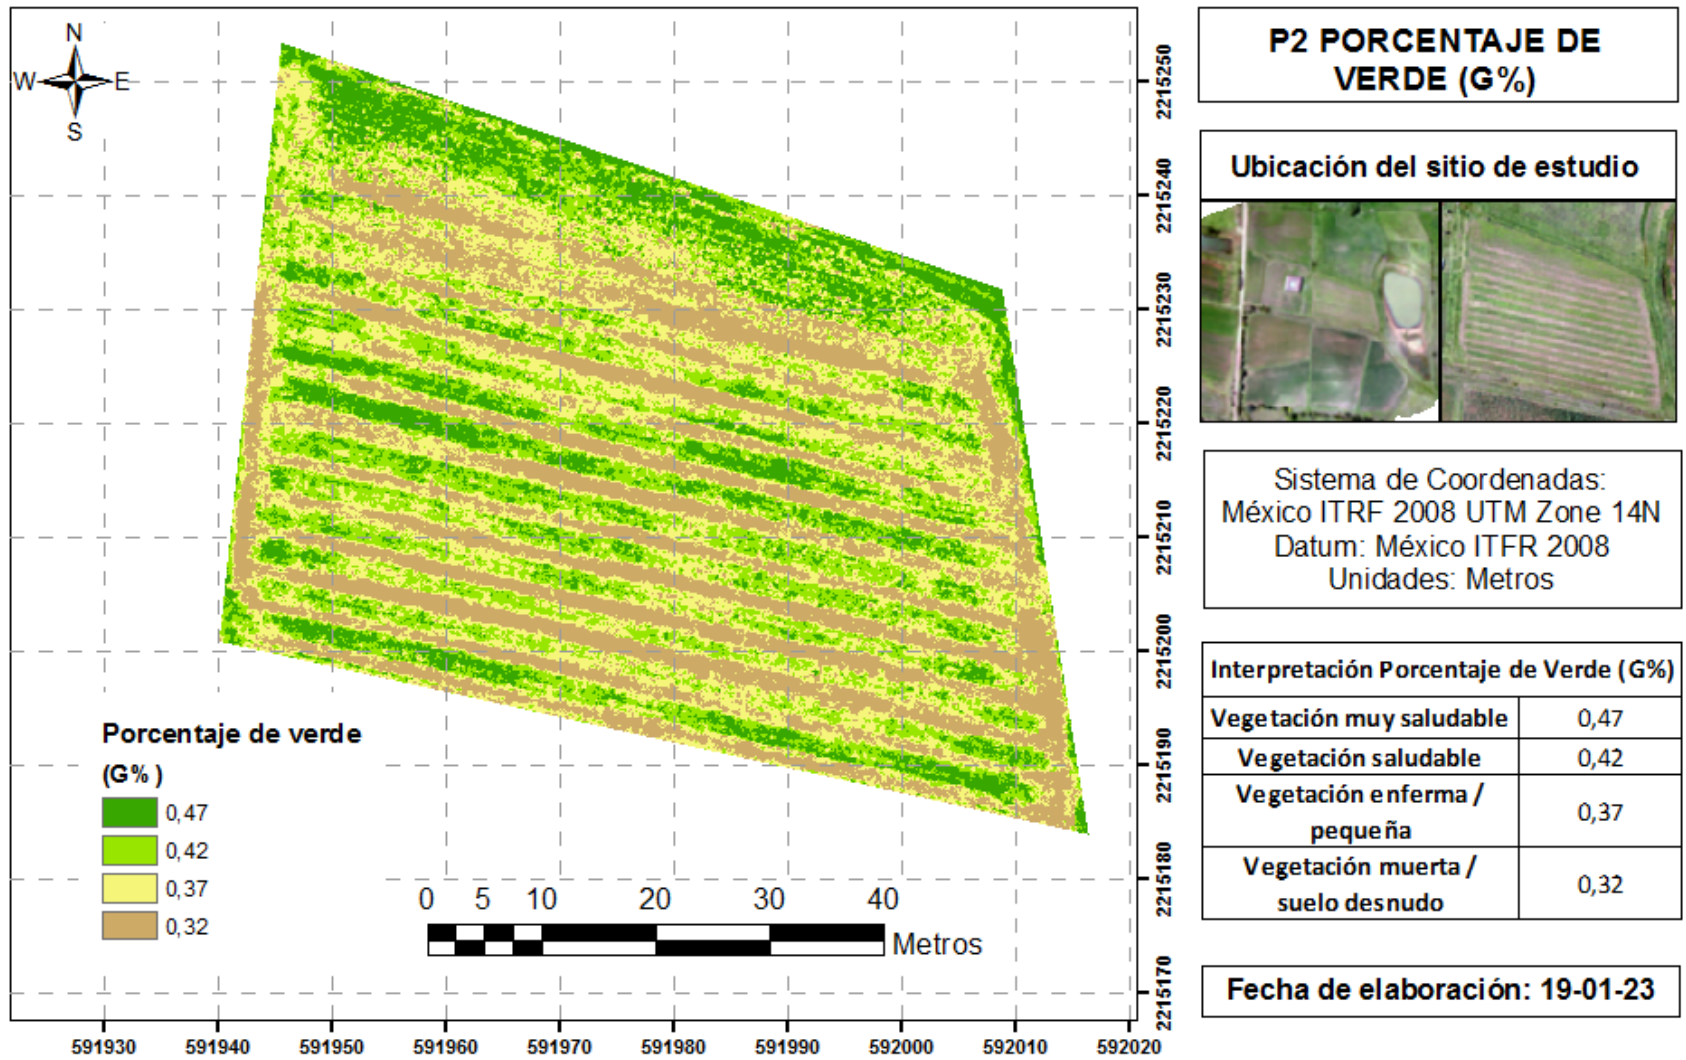 N
W
E
S
P2 PORCENTAJE DE
VERDE (G%)
Ubicación del sitio de estudio
Sistema de Coordenadas:
México ITRF 2008 UTM Zone 14N
Datum: México ITFR 2008
Unidades: Metros
Interpretación Porcentaje de Verde (G%)
Vegetación muy saludable 0,47
Vegetación saludable 0,42
Vegetación enferma /
pequeña 0,37
Vegetación muerta /
suelo desnudo 0,32
Fecha de elaboración: 19-01-23
Porcentaje de verde
(G%)
0,47
0,42
0,37
0,32
0 5 10 20 30 40
Metros
2215250
2215240
2215230
2215220
2215210
2215200
2215190
2215180
2215170
591930 591940 591950 591960 591970 591980 591990 592000 592010 592020